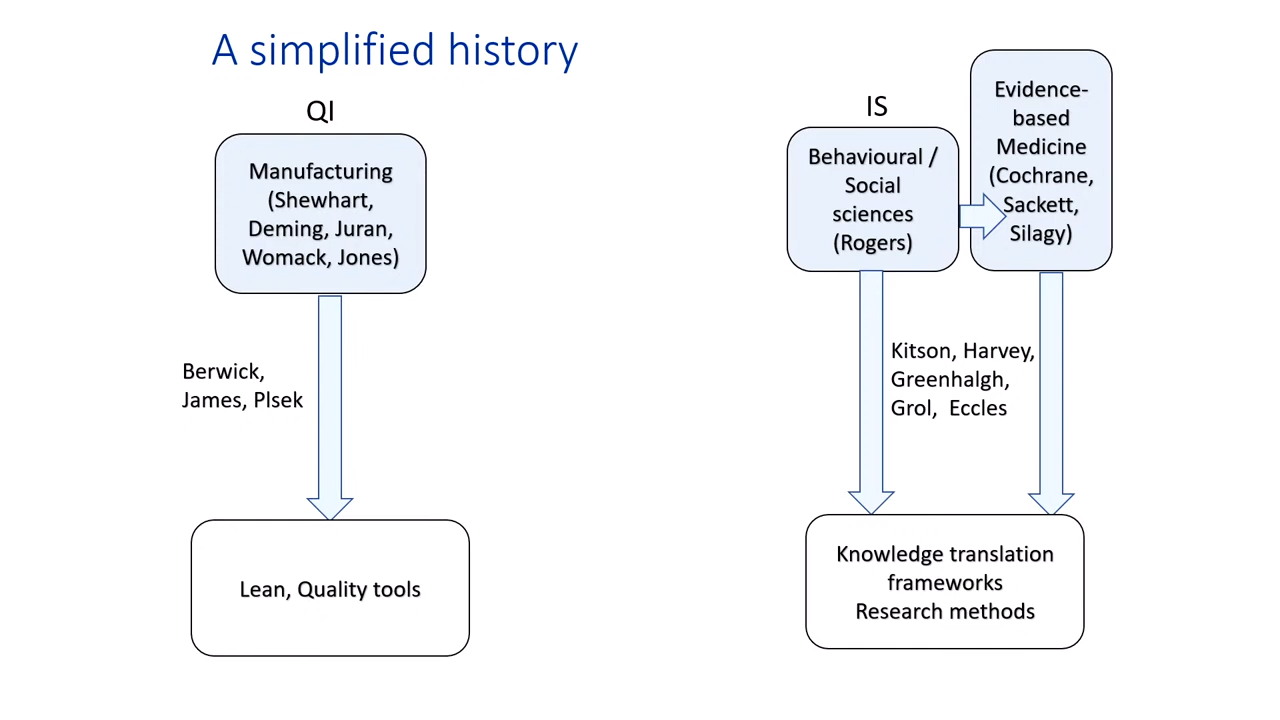 A simplified history
QI
Manufacturing
(Shewhart,
Deming, Juran,
Womack, Jones)
Berwick,
James, Plsek
Lean, Quality tools
IS
Behavioural /
Social
sciences
(Rogers)
Evidence-
based
Medicine
(Cochrane,
Sackett,
Silagy)
Kitson, Harvey,
Greenhalgh,
Grol,  Eccles
Knowledge translation
frameworks
Research methods